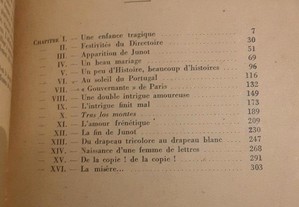 CHAPITRE I. — Une enfance tragique 7
II. — Festivités du Directoire 30
III. — Apparition de Junot 51
IV. — Un beau mariage 69
V. — Un peu d'Histoire, beaucoup d'histoires 96
VI. — Au soleil du Portugal 116
VII. — « Gouvernante » de Paris 132
VIII. — Une double intrigue amoureuse 149
IX. — L'intrigue finit mal 173
X. — Tras los montes 189
XI. — L'amour frénétique 209
XII. — La fin de Junot 230
XIII. — Du drapeau tricolore au drapeau blanc 247
XIV. — Naissance d'une femme de lettres 268
XV. — De la copie ! de la copie ! 291
XVI. — La misère... 303